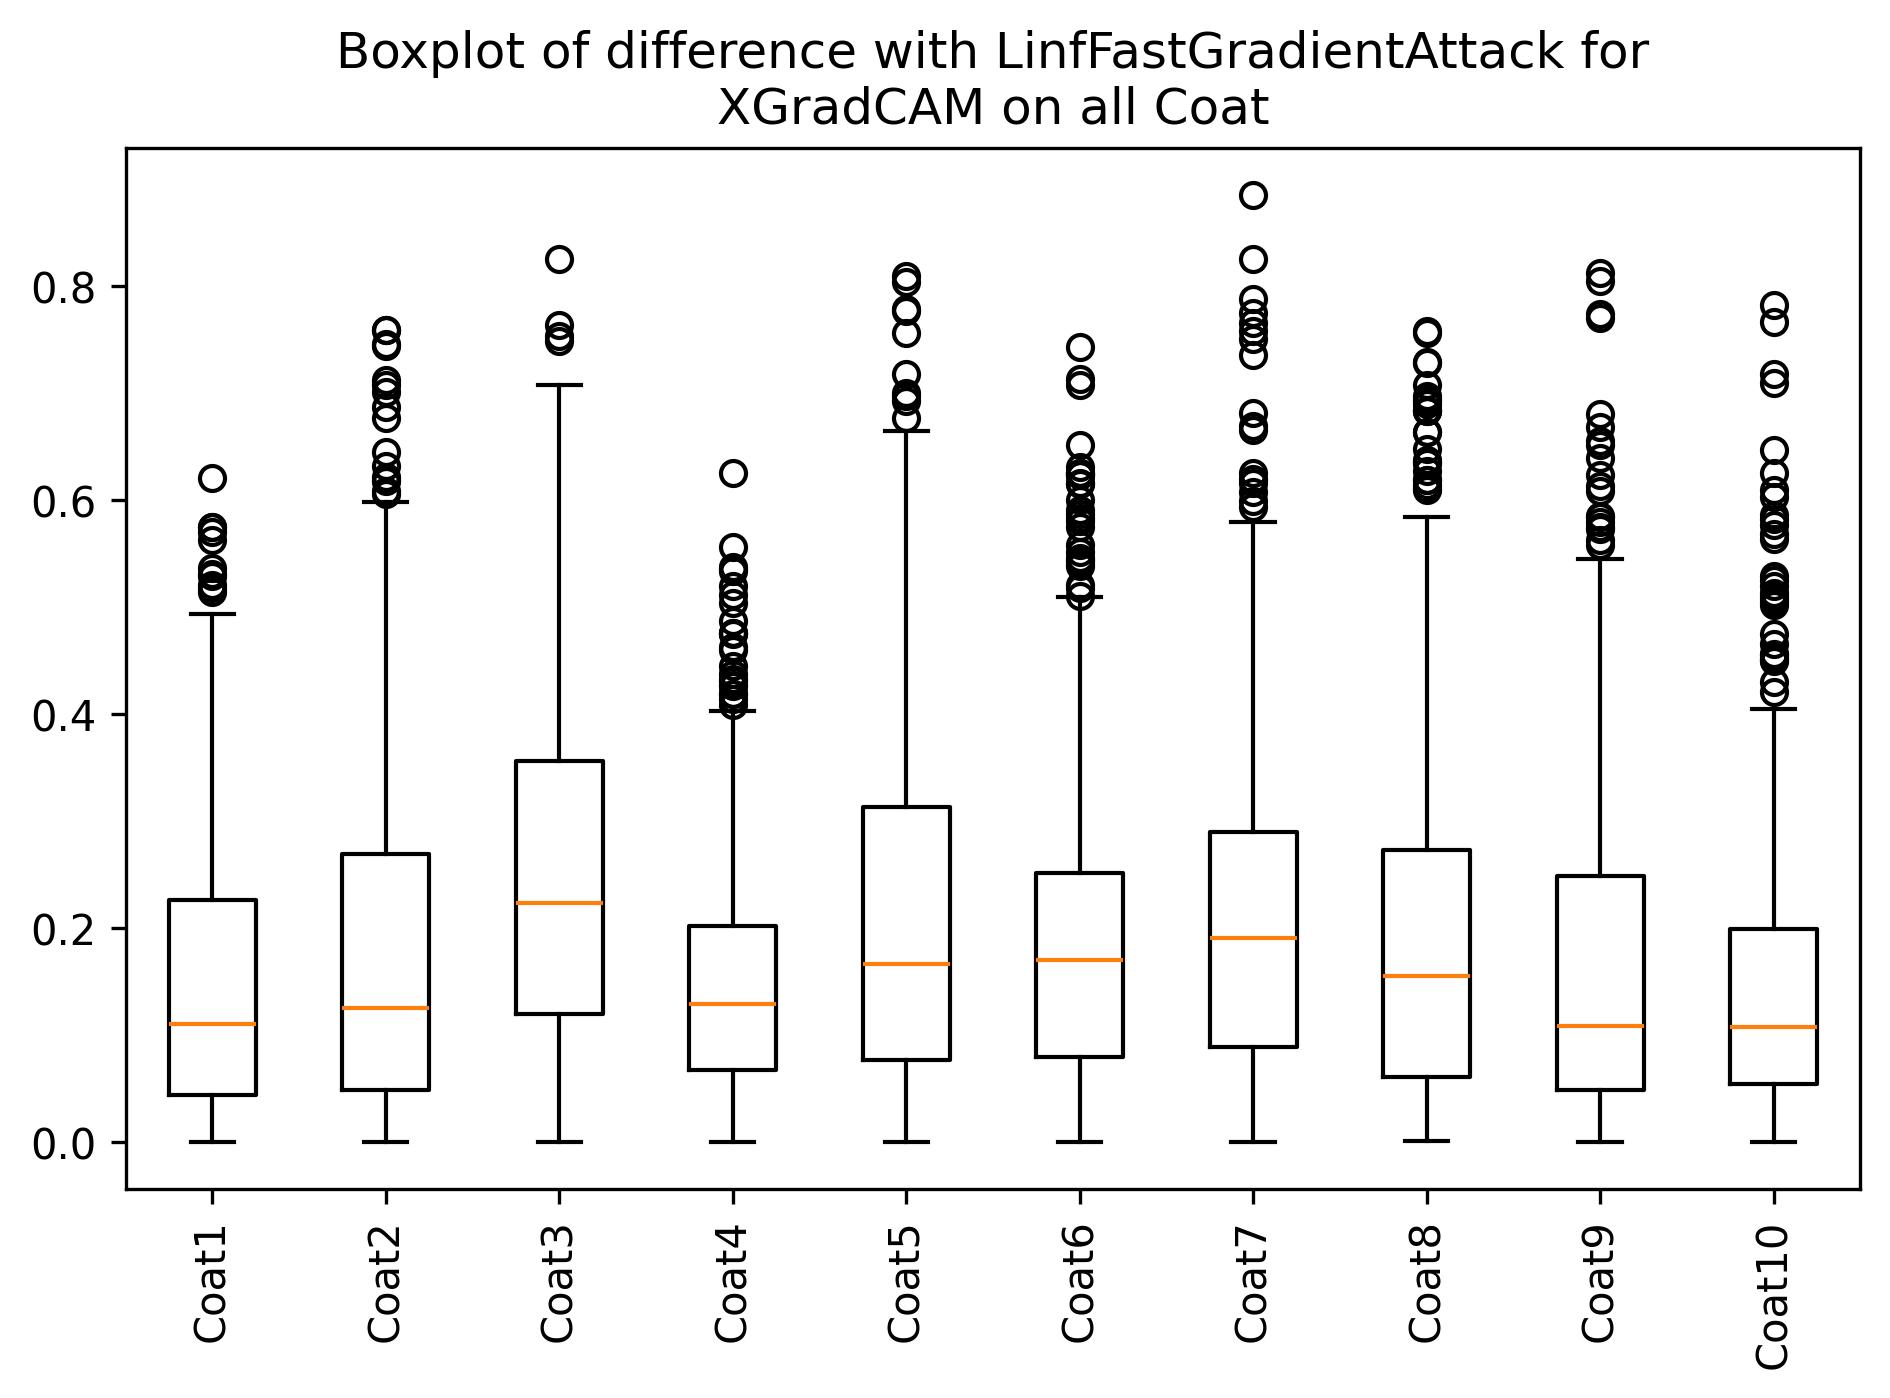 Boxplot of difference with LinfFastGradientAttack for
XGradCAM on all Coat
0.8
0.6
0.4
0.2
0.0
Coat1
Coat2
Coat3
Coat4
Coat5
Coat6
Coat7
Coat8
Coat9
Coat10